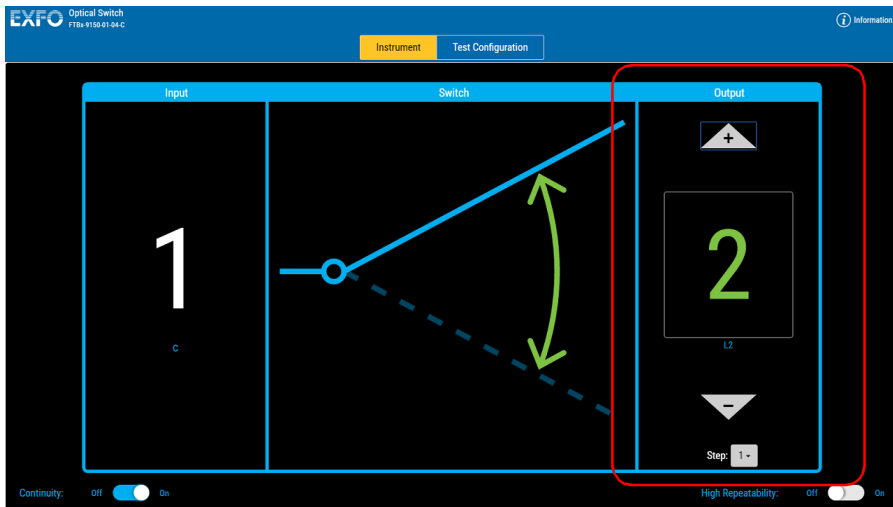 EXFO Optical Switch
FTBx-9150-01-04-C
Information
Instrument Test Configuration
Input Switch Output
+
1 2
C L2
−
Step: 1
Continuity: Off On High Repeatability: Off On